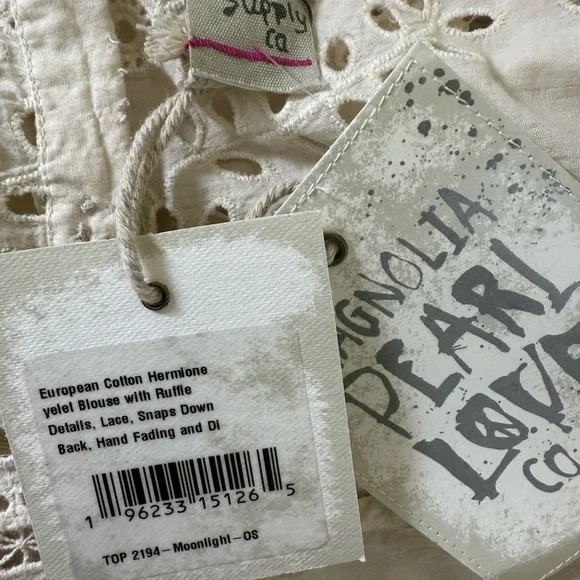 Supply
co
MAGNOLIA
PEARL
LOVE
CO.
European Cotton Hermione
yelet Blouse with Ruffle
Details, Lace, Snaps Down
Back, Hand Fading and Di
1 96233 15126 5
TOP 2194-Moonlight-OS